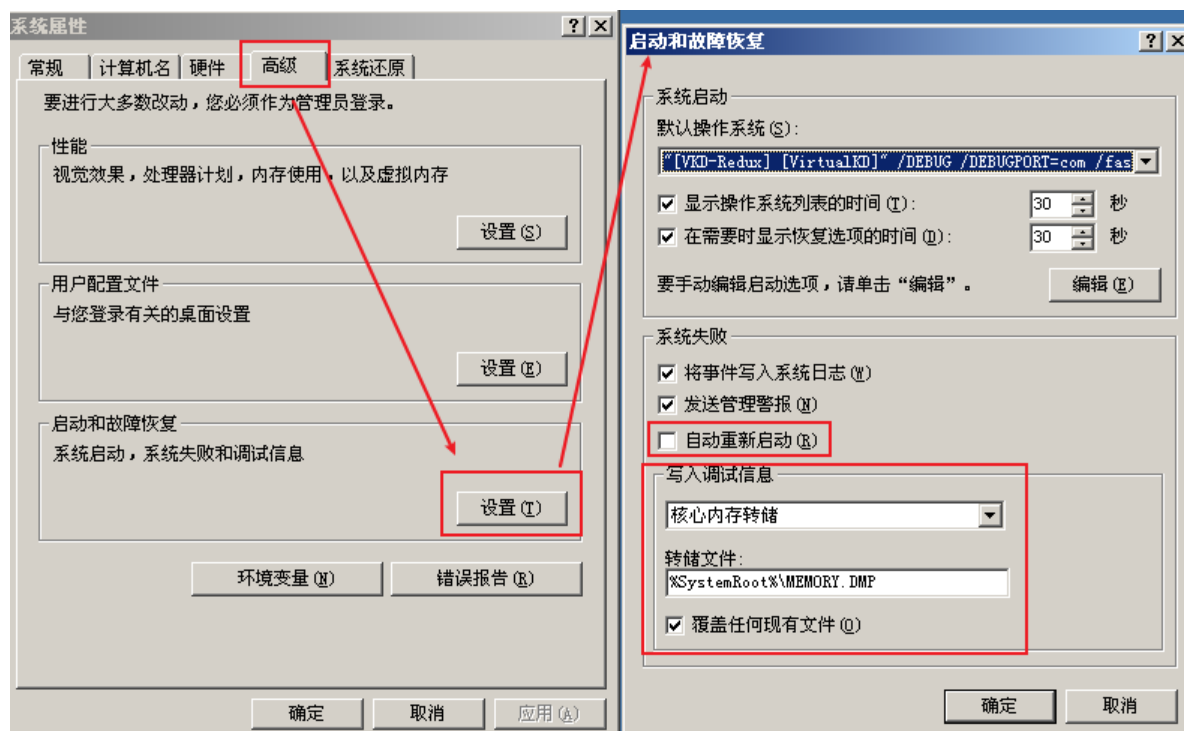 系统属性
常规 计算机名 硬件 高级 系统还原
要进行大多数改动，您必须作为管理员登录。
性能
视觉效果，处理器计划，内存使用，以及虚拟内存
设置(S)
用户配置文件
与您登录有关的桌面设置
设置(E)
启动和故障恢复
系统启动，系统失败和调试信息
设置(T)
环境变量(N) 错误报告(R)
确定 取消 应用(A)
启动和故障恢复
系统启动
默认操作系统(S):
"[VKD-Redux] [VirtualKD]" /DEBUG /DEBUGPORT=com /fas
显示操作系统列表的时间(T): 30 秒
在需要时显示恢复选项的时间(D): 30 秒
要手动编辑启动选项，请单击“编辑”。 编辑(E)
系统失败
将事件写入系统日志(W)
发送管理警报(N)
自动重新启动(R)
写入调试信息
核心内存转储
转储文件:
%SystemRoot%\MEMORY.DMP
覆盖任何现有文件(O)
确定 取消